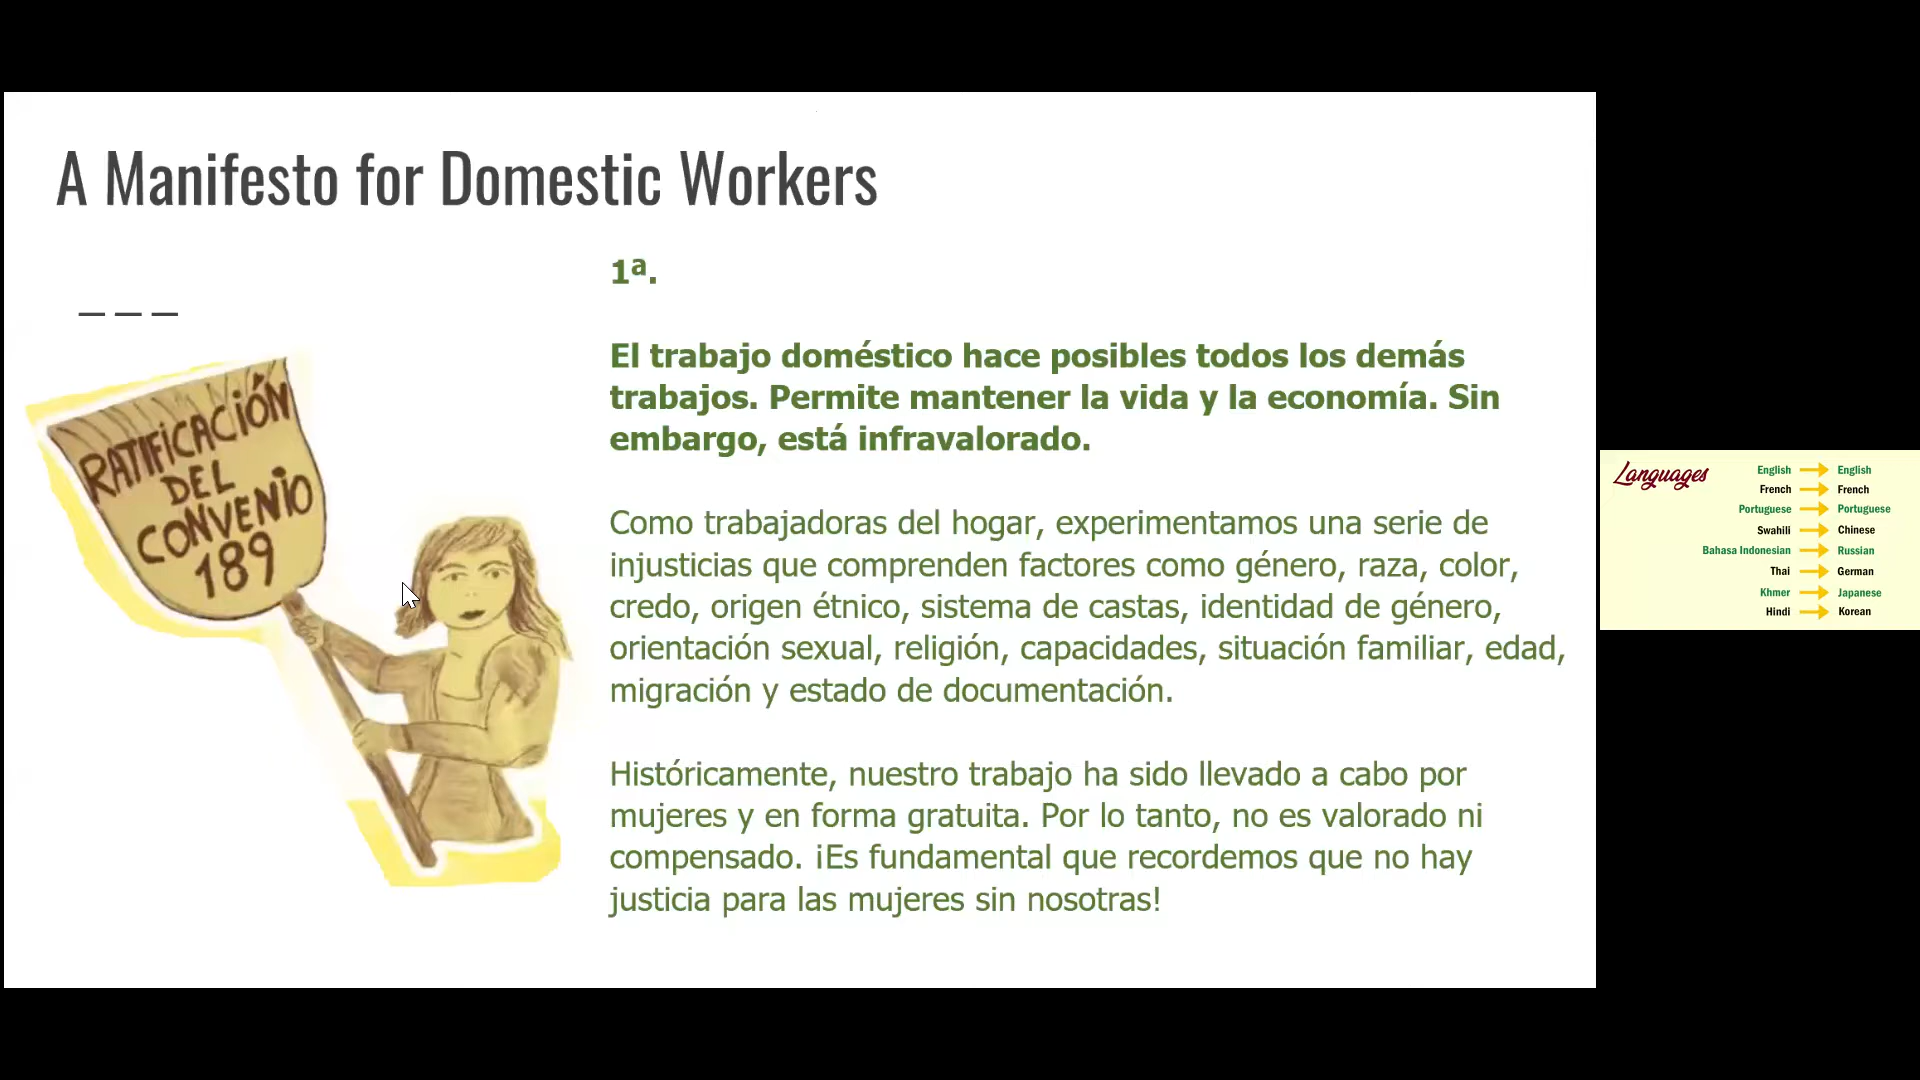 A Manifesto for Domestic Workers
1ª.
El trabajo doméstico hace posibles todos los demás
trabajos. Permite mantener la vida y la economía. Sin
embargo, está infravalorado.
Como trabajadoras del hogar, experimentamos una serie de
injusticias que comprenden factores como género, raza, color,
credo, origen étnico, sistema de castas, identidad de género,
orientación sexual, religión, capacidades, situación familiar, edad,
migración y estado de documentación.
Históricamente, nuestro trabajo ha sido llevado a cabo por
mujeres y en forma gratuita. Por lo tanto, no es valorado ni
compensado. ¡Es fundamental que recordemos que no hay
justicia para las mujeres sin nosotras!
RATIFICACIÓN
DEL
CONVENIO
189
Languages
English English
French French
Portuguese Portuguese
Swahili Chinese
Bahasa Indonesian Russian
Thai German
Khmer Japanese
Hindi Korean